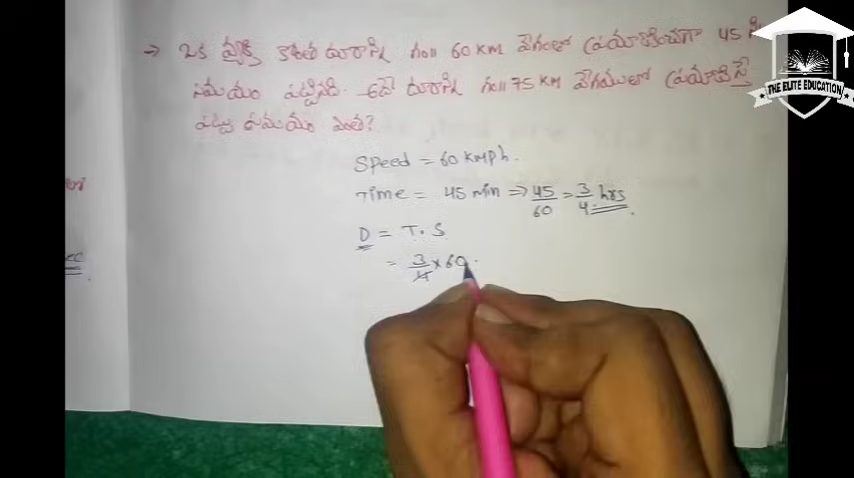 → ఒక వ్యక్తి కొంత దూరాన్ని గం॥ 60 KM వేగంతో ప్రయాణించగా 45 ని
సమయం పట్టినది. అదే దూరాన్ని గం॥ 75 KM వేగముతో ప్రయాణిస్తే
పట్టు సమయం ఎంత?
Speed = 60 KMPh.
Time = 45 Min => 45/60 = 3/4 hrs.
D = T. S
= 3/4 × 60
THE ELITE EDUCATION